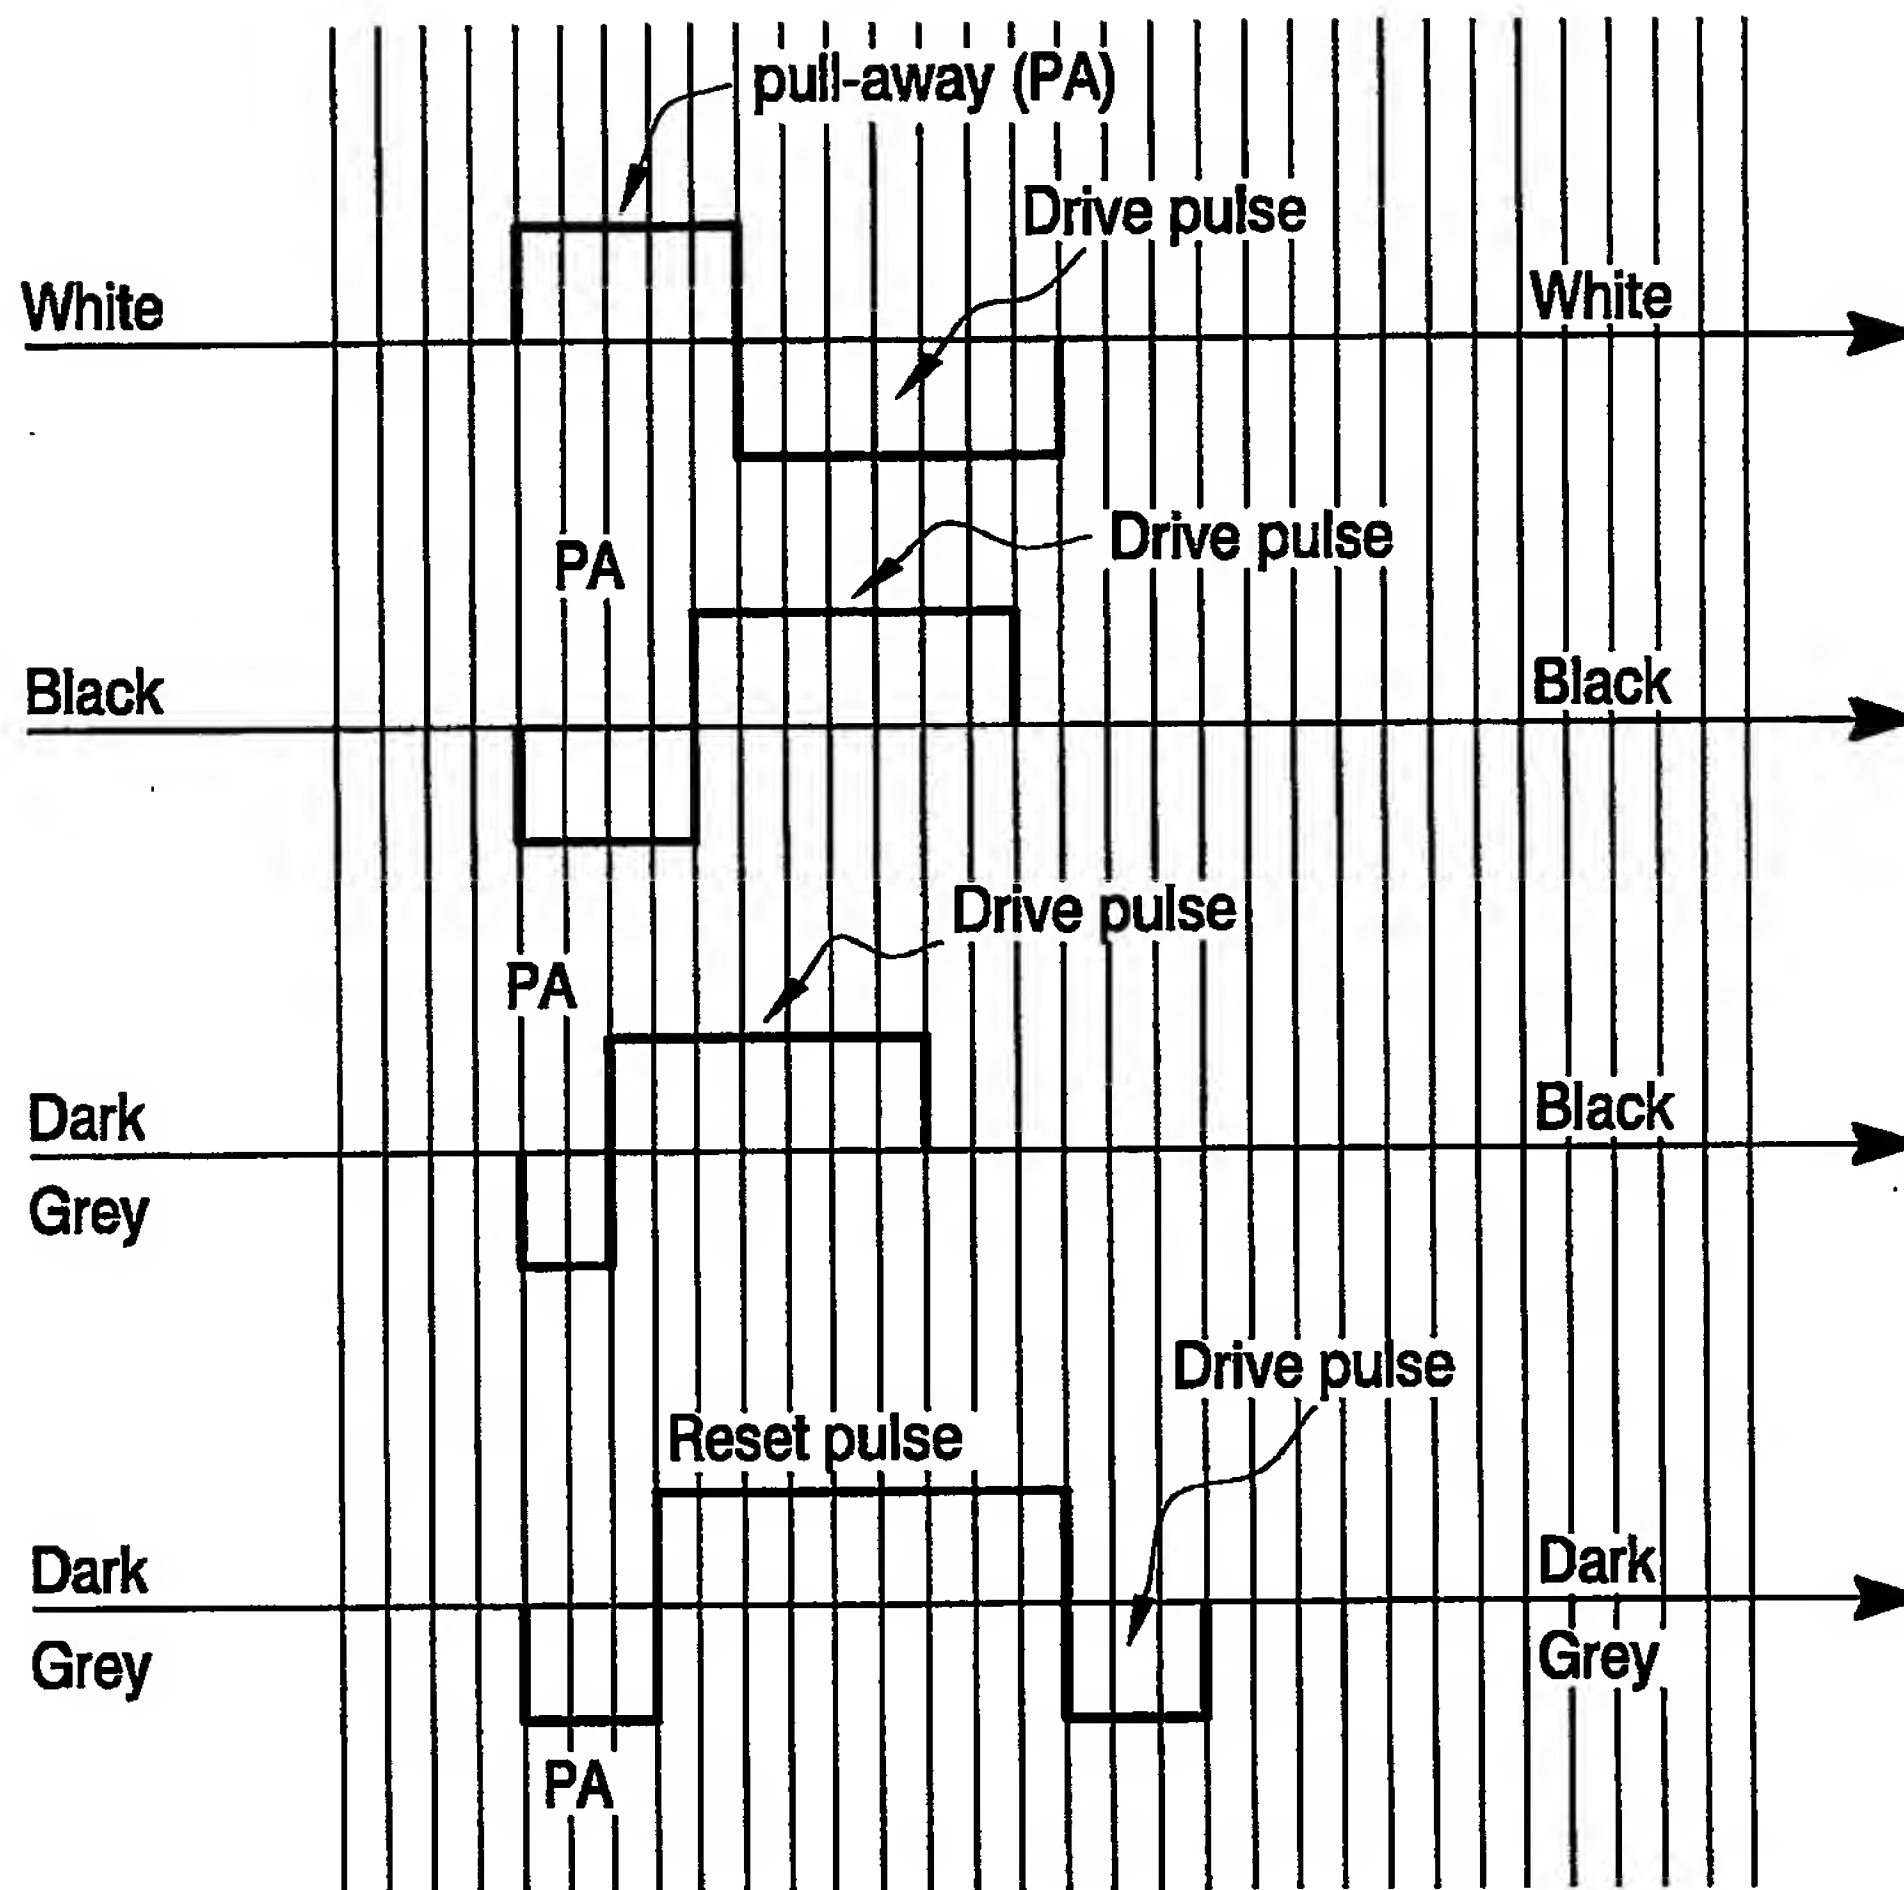 pull-away (PA)
Drive pulse
White
White
Drive pulse
PA
Black
Black
Drive pulse
PA
Dark
Grey
Black
Drive pulse
Reset pulse
Dark
Grey
Dark
Grey
PA